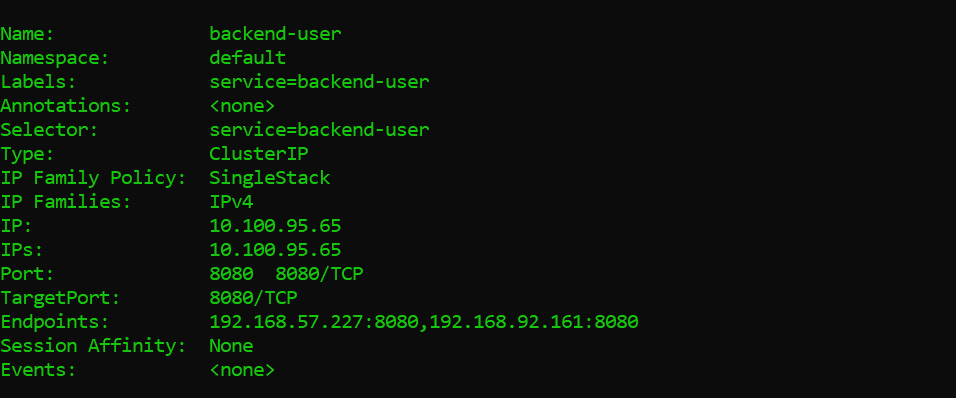 Name: backend-user
Namespace: default
Labels: service=backend-user
Annotations: <none>
Selector: service=backend-user
Type: ClusterIP
IP Family Policy: SingleStack
IP Families: IPv4
IP: 10.100.95.65
IPs: 10.100.95.65
Port: 8080 8080/TCP
TargetPort: 8080/TCP
Endpoints: 192.168.57.227:8080,192.168.92.161:8080
Session Affinity: None
Events: <none>